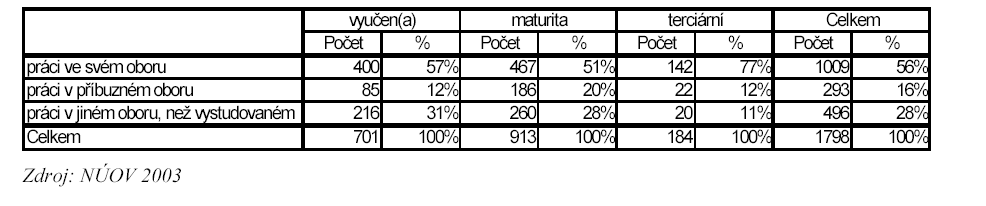 vyučen(a) maturita terciární Celkem
Počet % Počet % Počet % Počet %
práci ve svém oboru 400 57% 467 51% 142 77% 1009 56%
práci v příbuzném oboru 85 12% 186 20% 22 12% 293 16%
práci v jiném oboru, než vystudovaném 216 31% 260 28% 20 11% 496 28%
Celkem 701 100% 913 100% 184 100% 1798 100%
Zdroj: NÚOV 2003